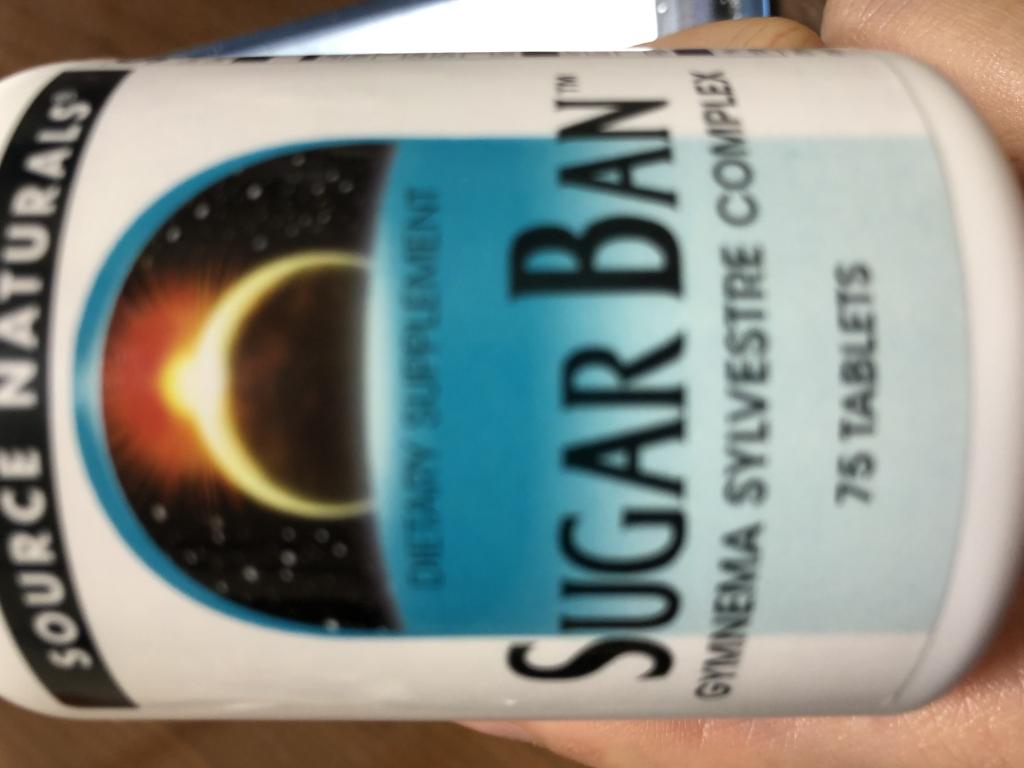 SOURCE NATURALS®
DIETARY SUPPLEMENT
SUGAR BAN™
GYMNEMA SYLVESTRE COMPLEX
75 TABLETS